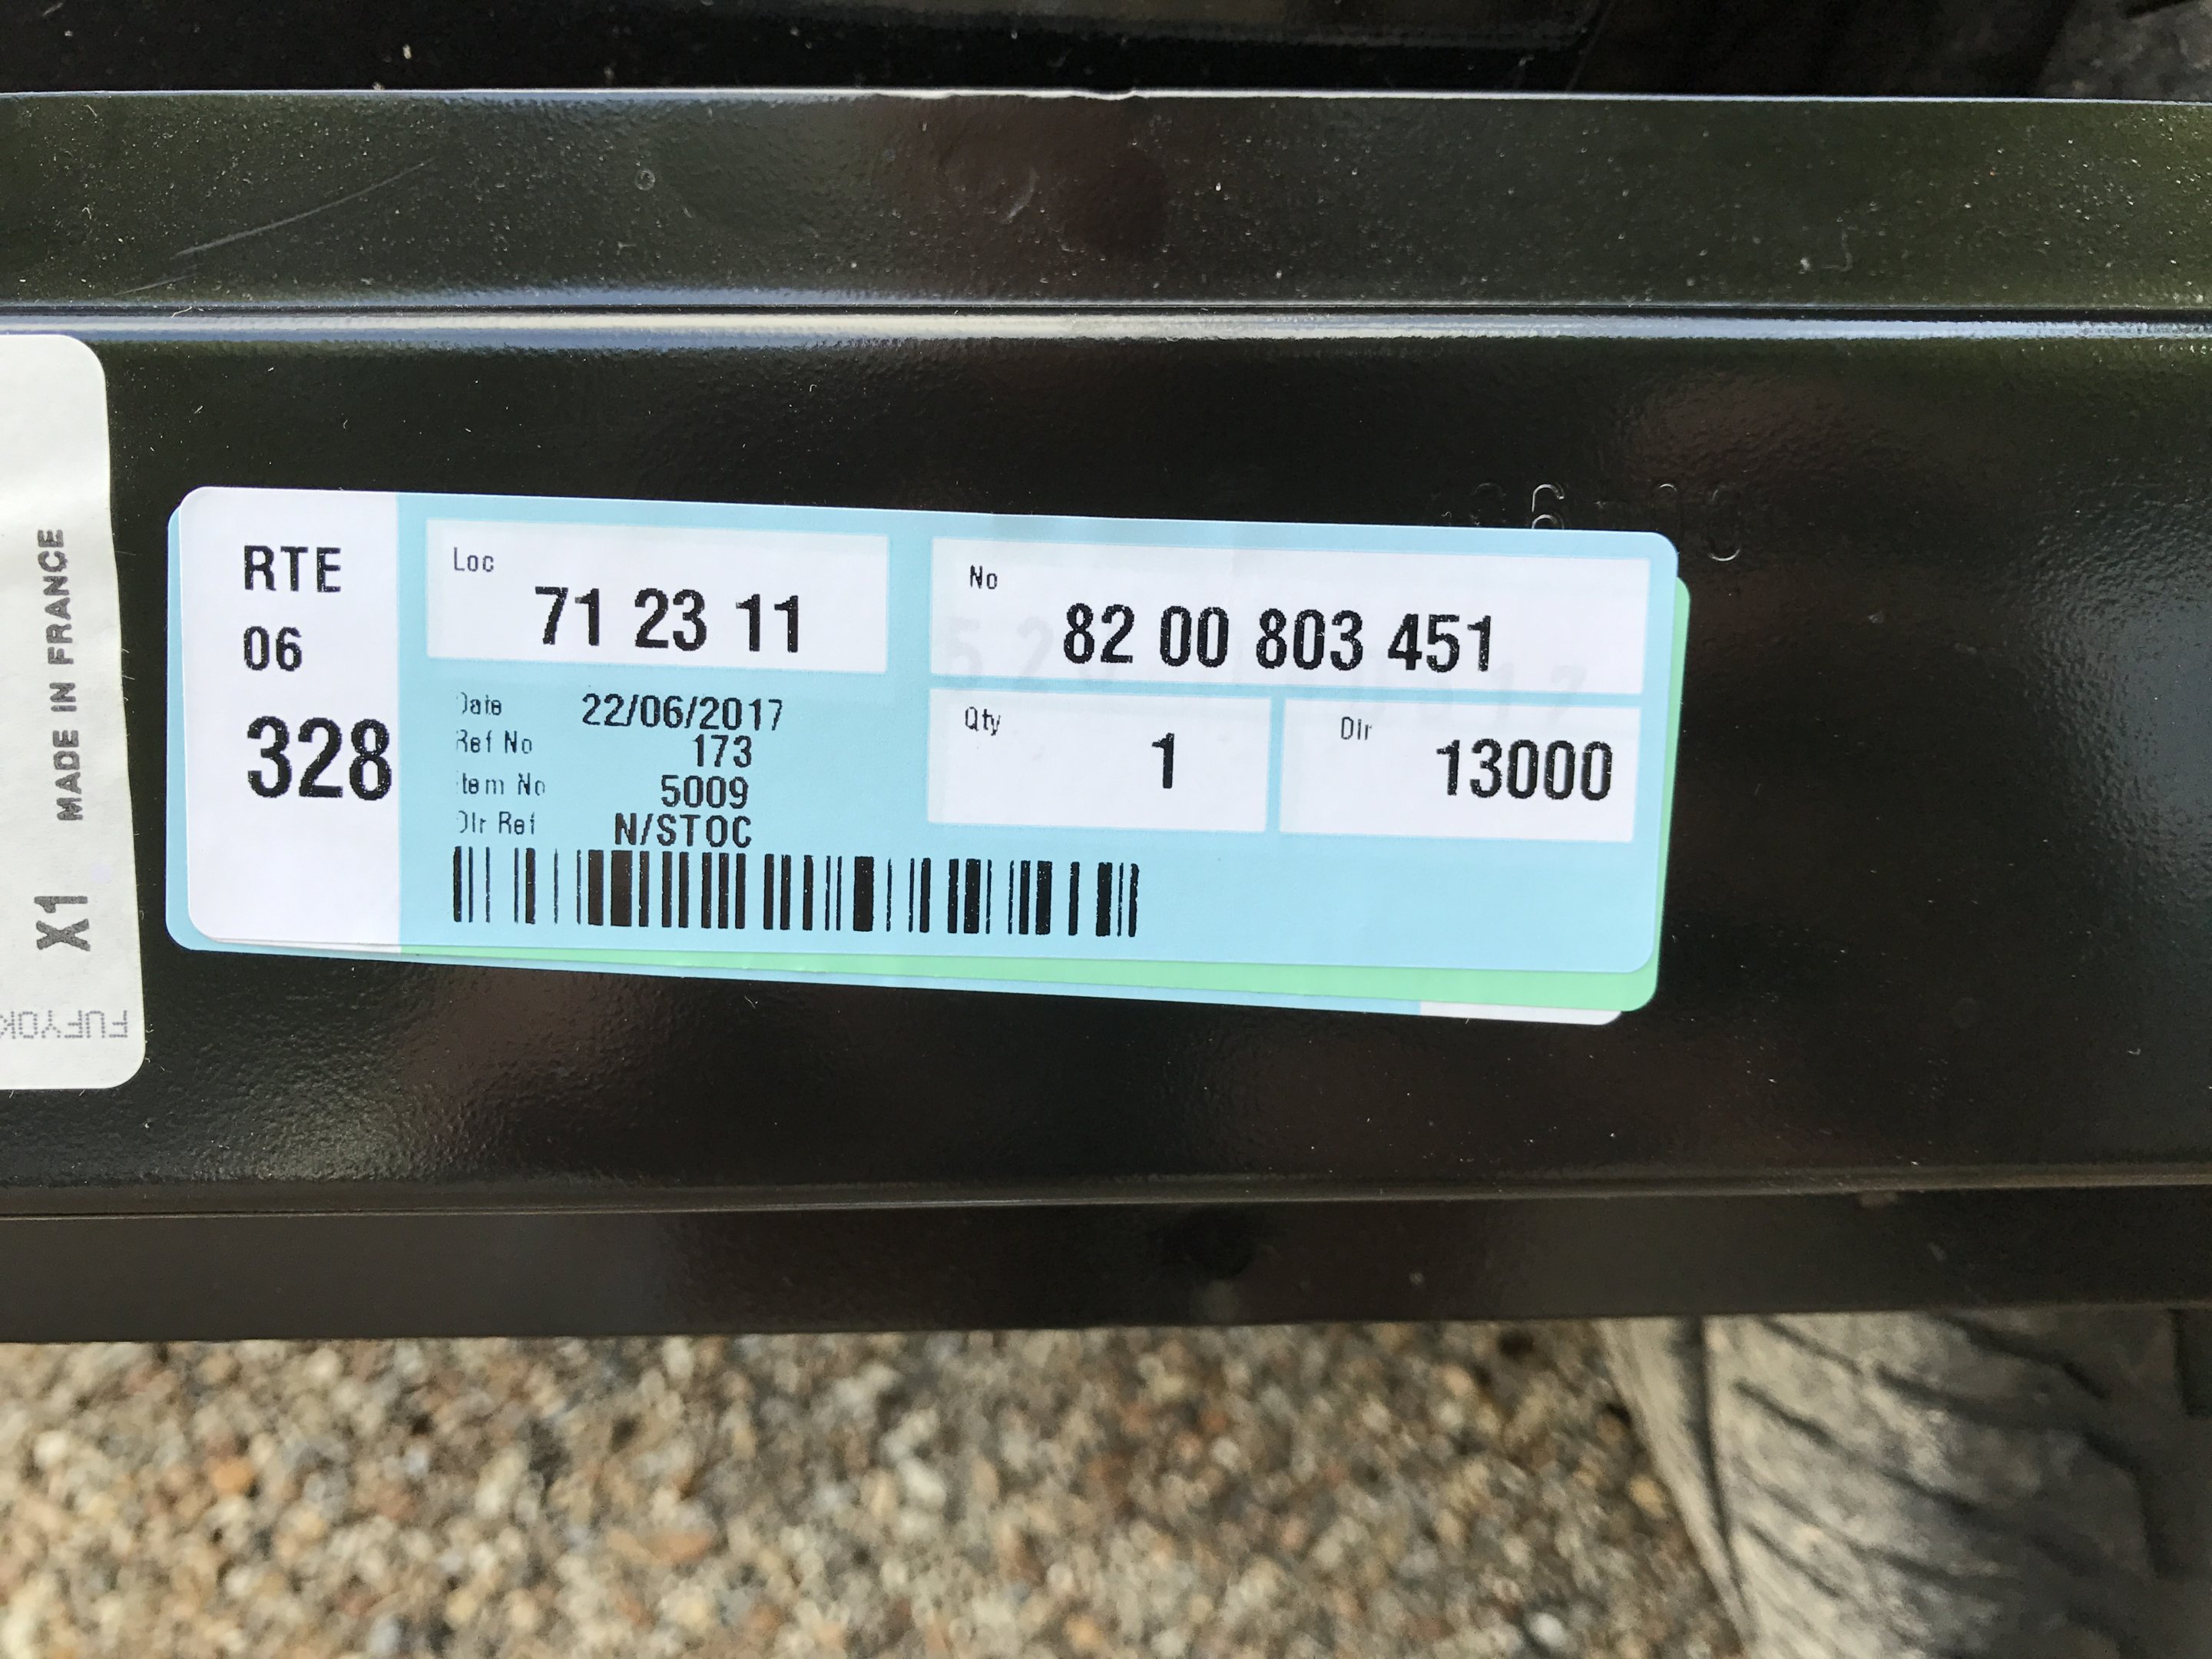 MADE IN FRANCE
X1
RTE
06
328
Loc
71 23 11
No
82 00 803 451
Date 22/06/2017
Ref No 173
Item No 5009
Dlr Ref N/STOC
Qty
1
Dlr
13000